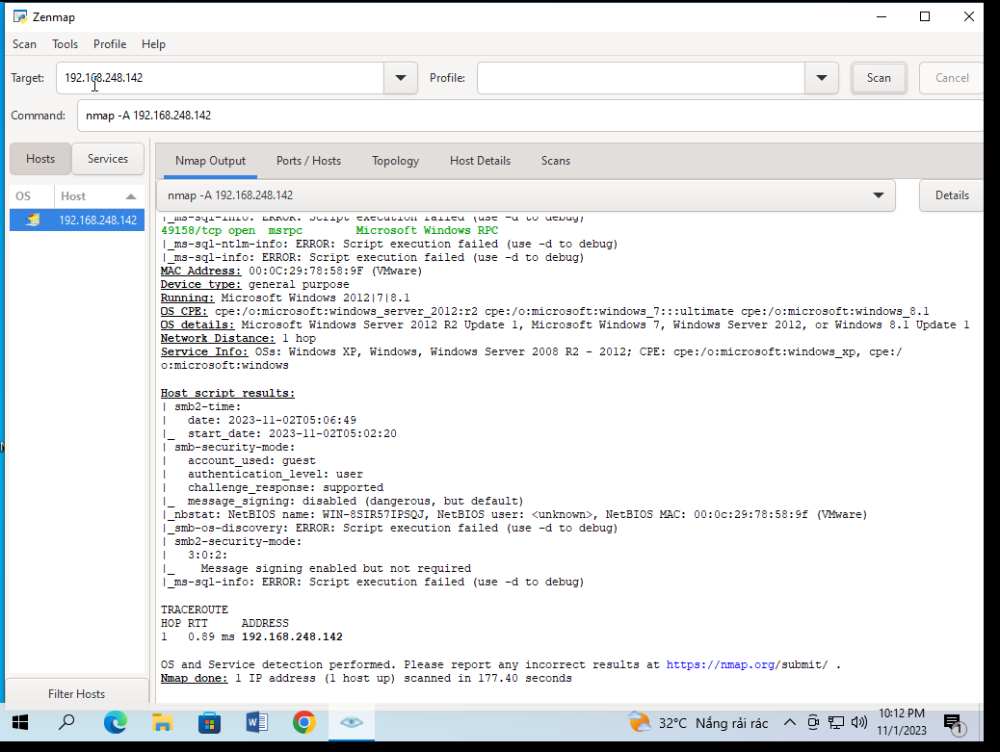 Zenmap
Scan Tools Profile Help
Target: 192.168.248.142 Profile: Scan Cancel
Command: nmap -A 192.168.248.142
Hosts Services
Nmap Output Ports / Hosts Topology Host Details Scans
OS Host
192.168.248.142
nmap -A 192.168.248.142 Details
|_ms-sql-info: ERROR: Script execution failed (use -d to debug)
49158/tcp open msrpc Microsoft Windows RPC
|_ms-sql-ntlm-info: ERROR: Script execution failed (use -d to debug)
|_ms-sql-info: ERROR: Script execution failed (use -d to debug)
MAC Address: 00:0C:29:78:58:9F (VMware)
Device type: general purpose
Running: Microsoft Windows 2012|7|8.1
OS CPE: cpe:/o:microsoft:windows_server_2012:r2 cpe:/o:microsoft:windows_7:::ultimate cpe:/o:microsoft:windows_8.1
OS details: Microsoft Windows Server 2012 R2 Update 1, Microsoft Windows 7, Windows Server 2012, or Windows 8.1 Update 1
Network Distance: 1 hop
Service Info: OSs: Windows XP, Windows, Windows Server 2008 R2 - 2012; CPE: cpe:/o:microsoft:windows_xp, cpe:/
o:microsoft:windows
Host script results:
| smb2-time:
|   date: 2023-11-02T05:06:49
|_  start_date: 2023-11-02T05:02:20
| smb-security-mode:
|   account_used: guest
|   authentication_level: user
|   challenge_response: supported
|_  message_signing: disabled (dangerous, but default)
|_nbstat: NetBIOS name: WIN-8SIR57IPSQJ, NetBIOS user: <unknown>, NetBIOS MAC: 00:0c:29:78:58:9f (VMware)
|_smb-os-discovery: ERROR: Script execution failed (use -d to debug)
| smb2-security-mode:
|   3:0:2:
|_    Message signing enabled but not required
|_ms-sql-info: ERROR: Script execution failed (use -d to debug)
TRACEROUTE
HOP RTT     ADDRESS
1   0.89 ms 192.168.248.142
OS and Service detection performed. Please report any incorrect results at https://nmap.org/submit/ .
Nmap done: 1 IP address (1 host up) scanned in 177.40 seconds
Filter Hosts
32°C Nắng rải rác
10:12 PM
11/1/2023
1